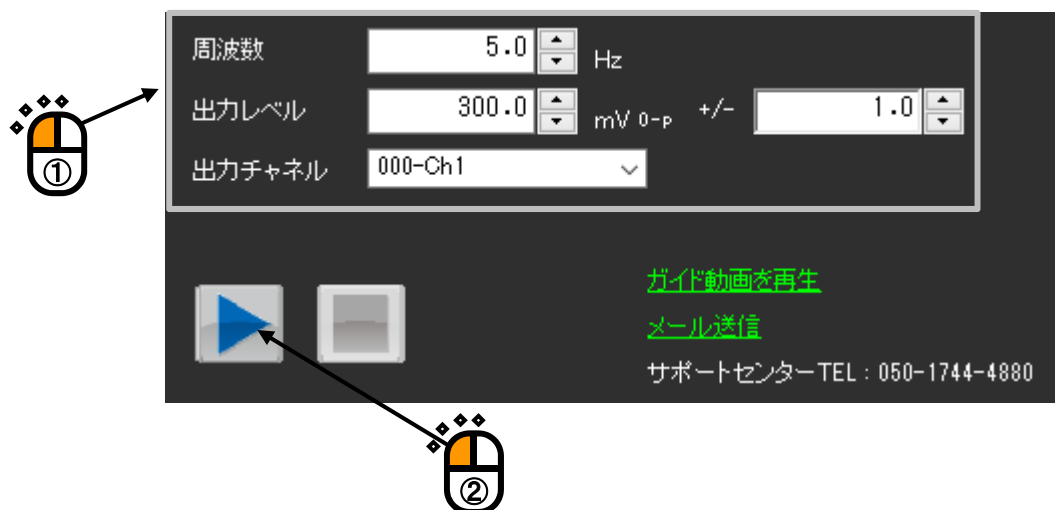 周波数 5.0 Hz
出力レベル 300.0 mV 0-P +/- 1.0
出力チャネル 000-Ch1
①
ガイド動画を再生
メール送信
サポートセンターTEL：050-1744-4880
②